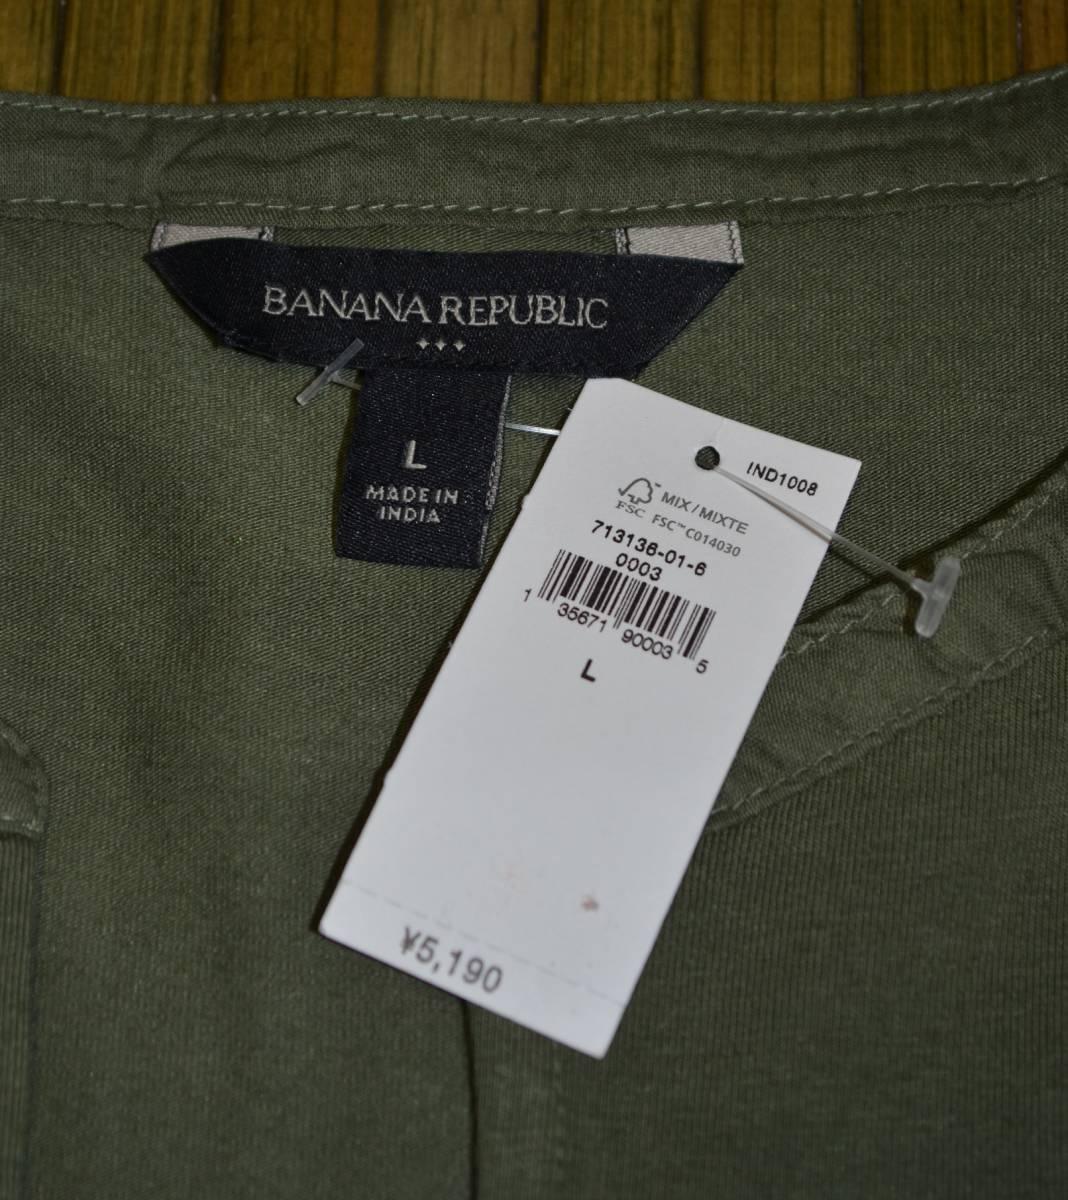 BANANA REPUBLIC
L
MADE IN
INDIA
IND1008
FSC
™ MIX / MIXTE
FSC™ C014030
713136-01-6
0003
1 35671 90003 5
L
¥5,190